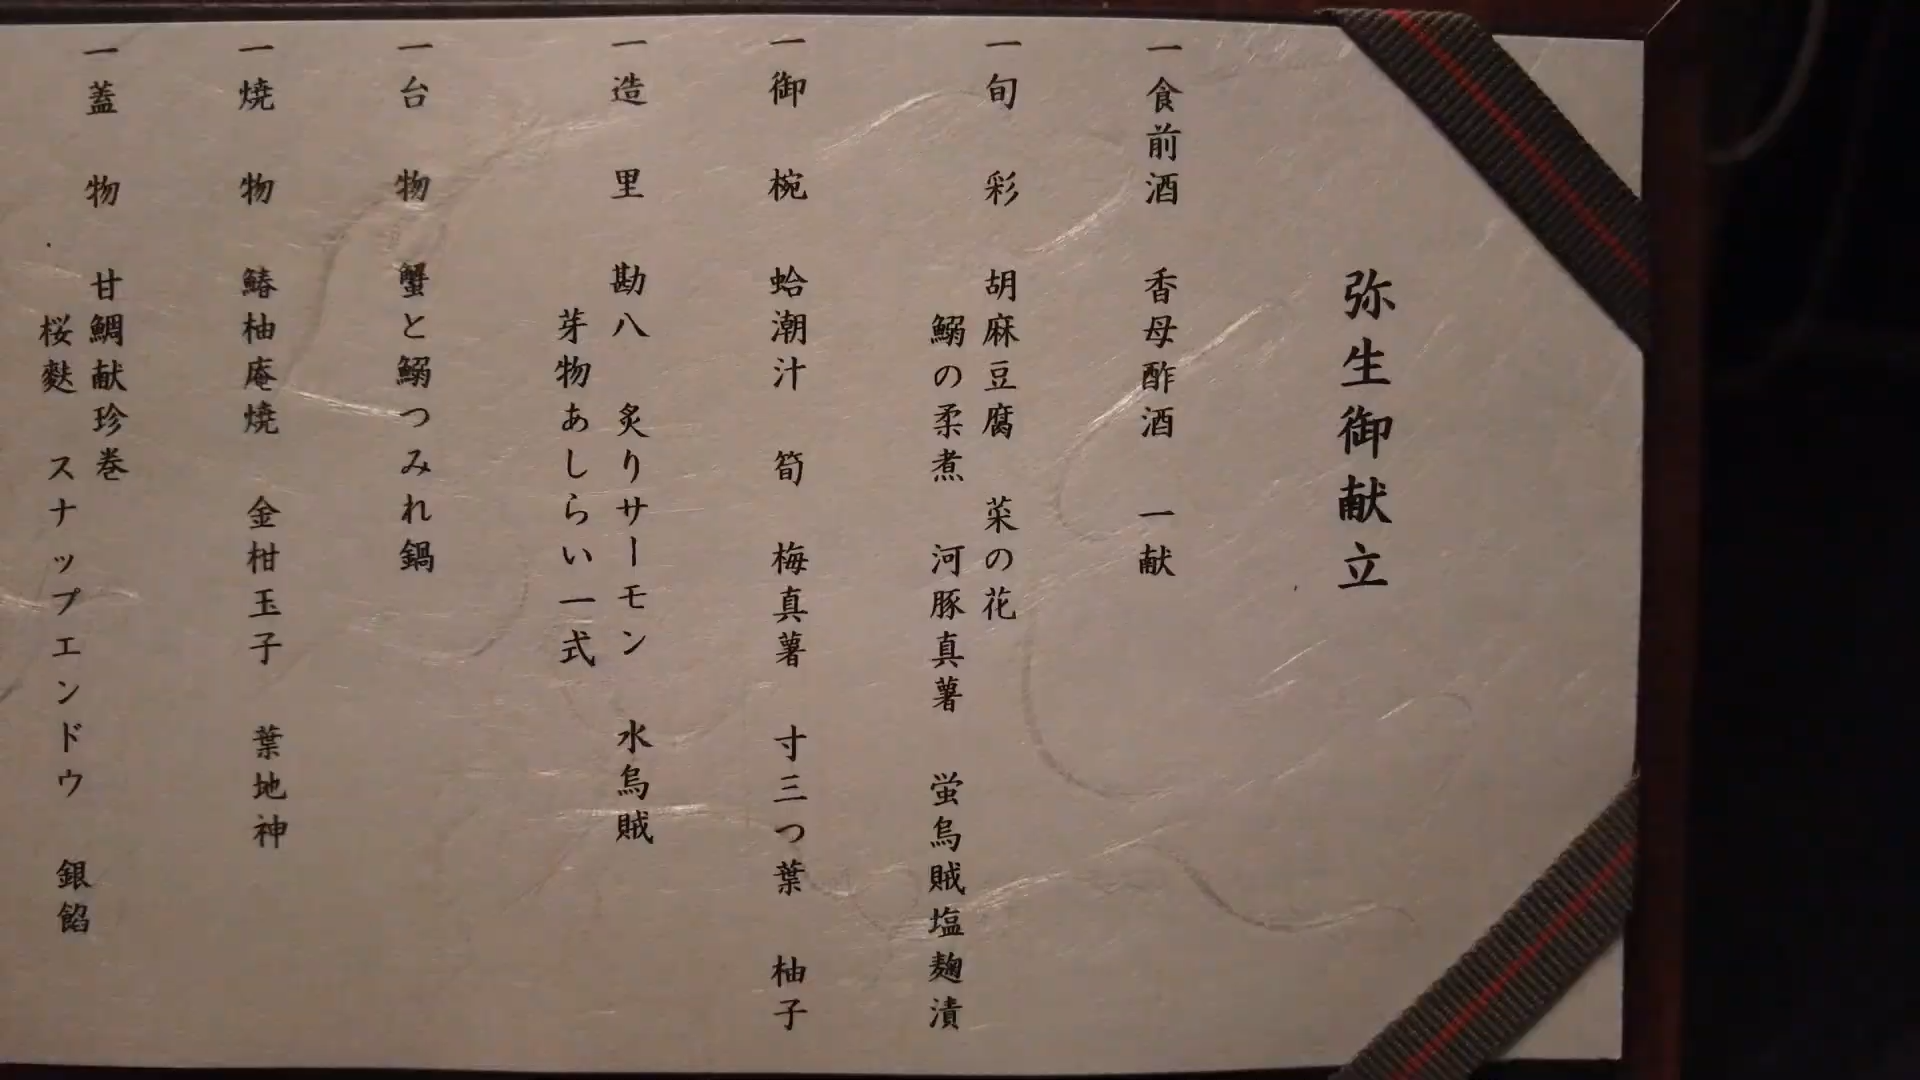 弥生御献立
一食前酒 香母酢酒 一献
一旬 彩 胡麻豆腐 菜の花
鰯の柔煮 河豚真薯 蛍烏賊塩麹漬
一御 椀 蛤潮汁 筍 梅真薯 寸三つ葉 柚子
一造 里 勘八 炙りサーモン 水烏賊
芽物あしらい一式
一台 物 蟹と鰯つみれ鍋
一焼 物 鰆柚庵焼 金柑玉子 葉地神
一蓋 物 甘鯛献珍巻
桜麩 スナップエンドウ 銀餡